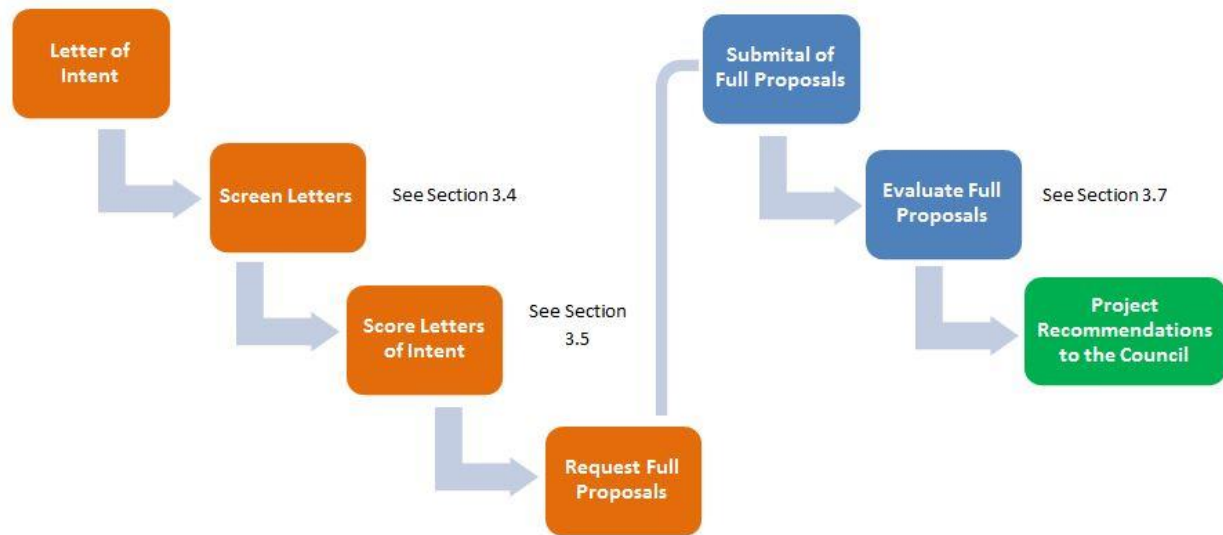 Letter of
Intent
Screen Letters
See Section 3.4
Score Letters
of Intent
See Section
3.5
Request Full
Proposals
Submital of
Full Proposals
Evaluate Full
Proposals
See Section 3.7
Project
Recommendations
to the Council